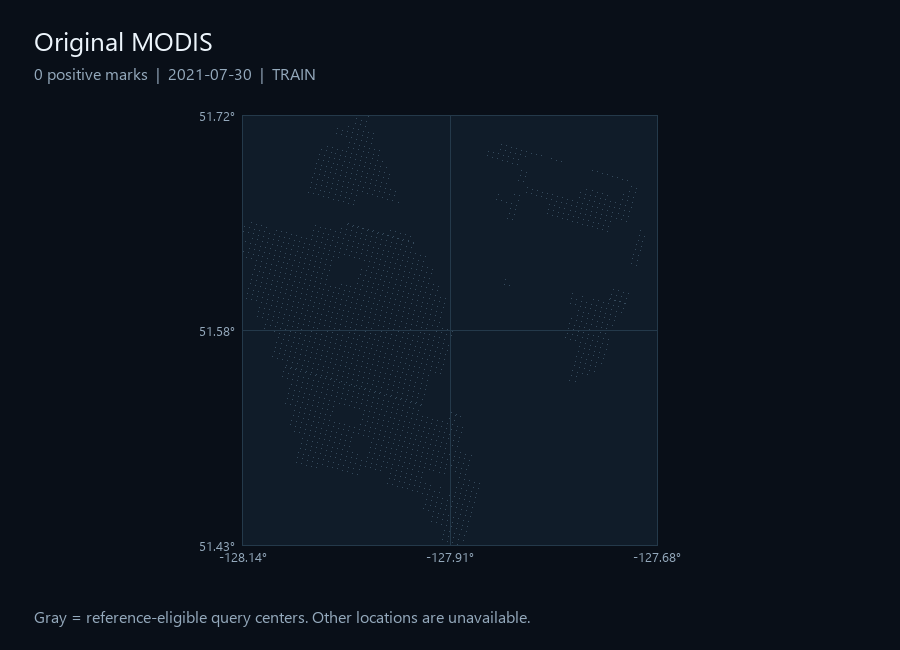 Original MODIS
0 positive marks | 2021-07-30 | TRAIN
51.72°
51.58°
51.43°
-128.14°
-127.91°
-127.68°
Gray = reference-eligible query centers. Other locations are unavailable.